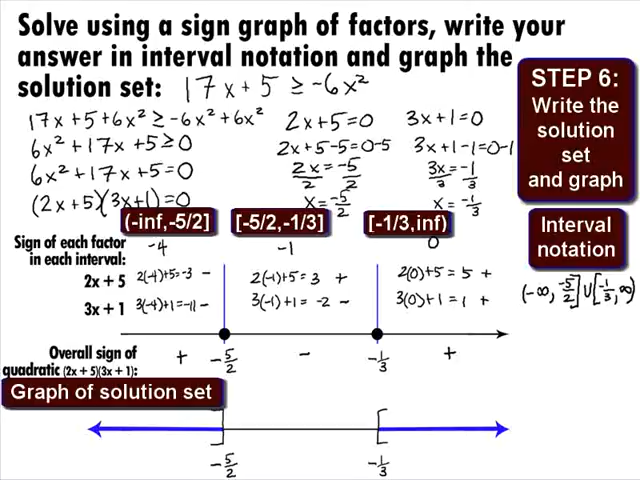 Solve using a sign graph of factors, write your
answer in interval notation and graph the
solution set: 17x + 5 ≥ -6x²
STEP 6:
Write the
solution
set
and graph
17x + 5 + 6x² ≥ -6x² + 6x²
6x² + 17x + 5 ≥ 0
6x² + 17x + 5 = 0
(2x + 5)(3x + 1) = 0
2x + 5 = 0
2x + 5 - 5 = 0 - 5
2x/2 = -5/2
x = -5/2
3x + 1 = 0
3x + 1 - 1 = 0 - 1
3x/3 = -1/3
x = -1/3
Interval
notation
(-∞, -5/2] ∪ [-1/3, ∞)
(-inf,-5/2] [-5/2,-1/3] [-1/3,inf)
Sign of each factor
in each interval:
-4 -1 0
2x + 5 2(-4)+5=-3 - 2(-1)+5= 3 + 2(0)+5= 5 +
3x + 1 3(-4)+1=-11 - 3(-1)+1= -2 - 3(0)+1= 1 +
Overall sign of
quadratic (2x + 5)(3x + 1):
+ -5/2 - -1/3 +
Graph of solution set
] [
-5/2 -1/3